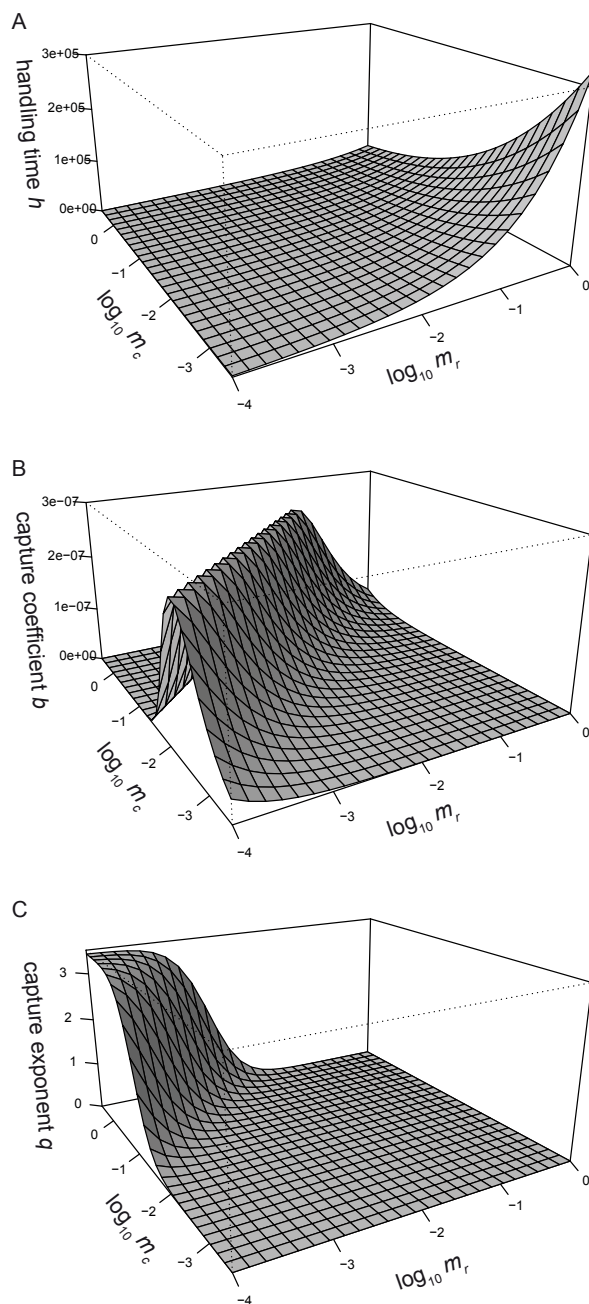 A
3e+05
2e+05
1e+05
0e+00
handling time h
0
−1
−2
−3
log10 mc
−4
−3
−2
−1
0
log10 mr
B
3e−07
2e−07
1e−07
0e+00
capture coefficient b
0
−1
−2
−3
log10 mc
−4
−3
−2
−1
0
log10 mr
C
3
2
1
0
capture exponent q
0
−1
−2
−3
log10 mc
−4
−3
−2
−1
0
log10 mr